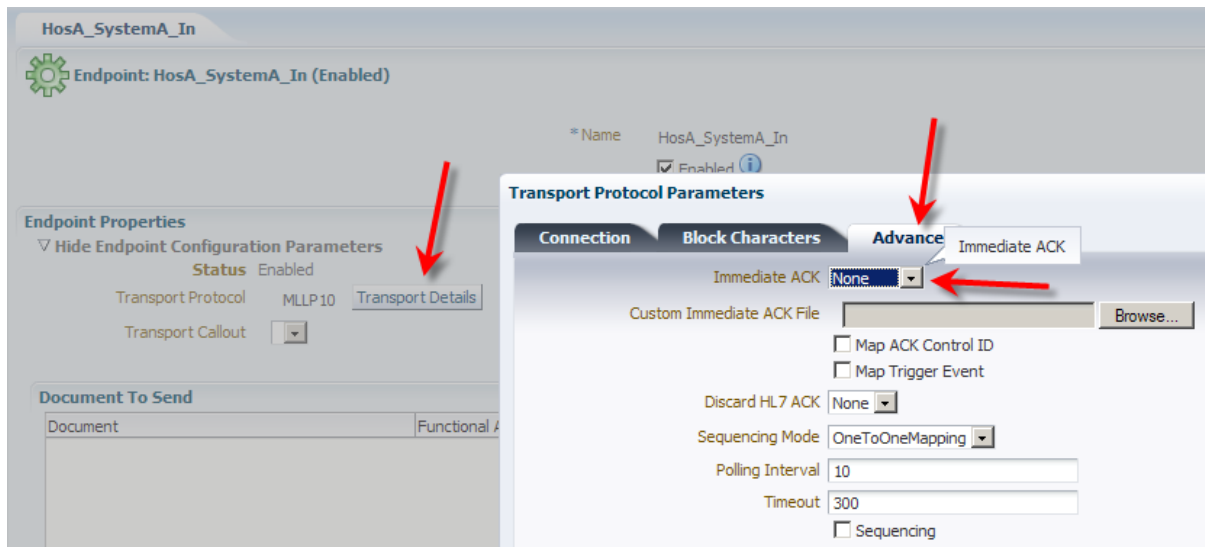 HosA_SystemA_In
Endpoint: HosA_SystemA_In (Enabled)
* Name HosA_SystemA_In
Enabled
Endpoint Properties
Hide Endpoint Configuration Parameters
Status Enabled
Transport Protocol MLLP10 Transport Details
Transport Callout
Document To Send
Document Functional A
Transport Protocol Parameters
Connection Block Characters Advance
Immediate ACK
Immediate ACK None
Custom Immediate ACK File Browse...
Map ACK Control ID
Map Trigger Event
Discard HL7 ACK None
Sequencing Mode OneToOneMapping
Polling Interval 10
Timeout 300
Sequencing